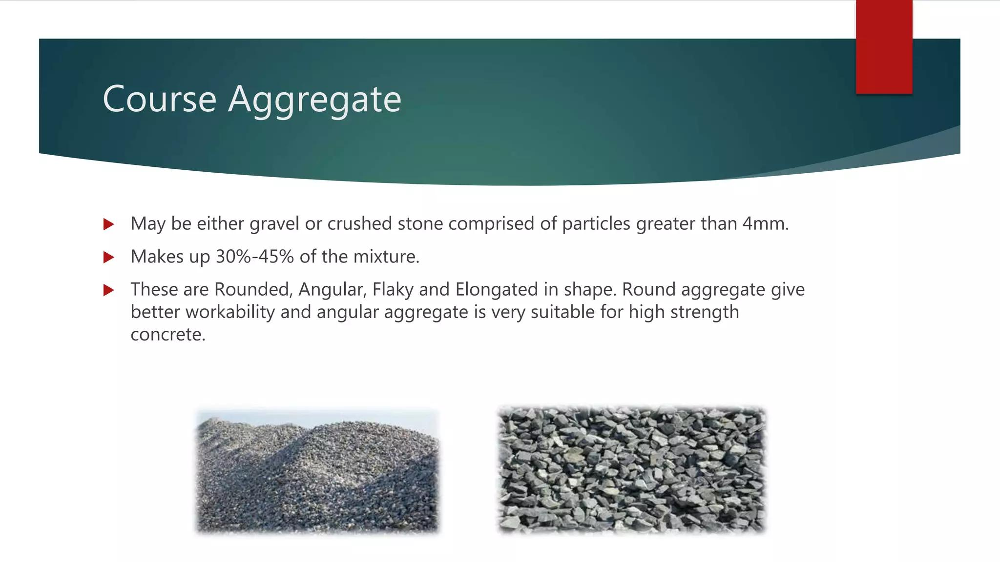 Course Aggregate
May be either gravel or crushed stone comprised of particles greater than 4mm.
Makes up 30%-45% of the mixture.
These are Rounded, Angular, Flaky and Elongated in shape. Round aggregate give
better workability and angular aggregate is very suitable for high strength
concrete.